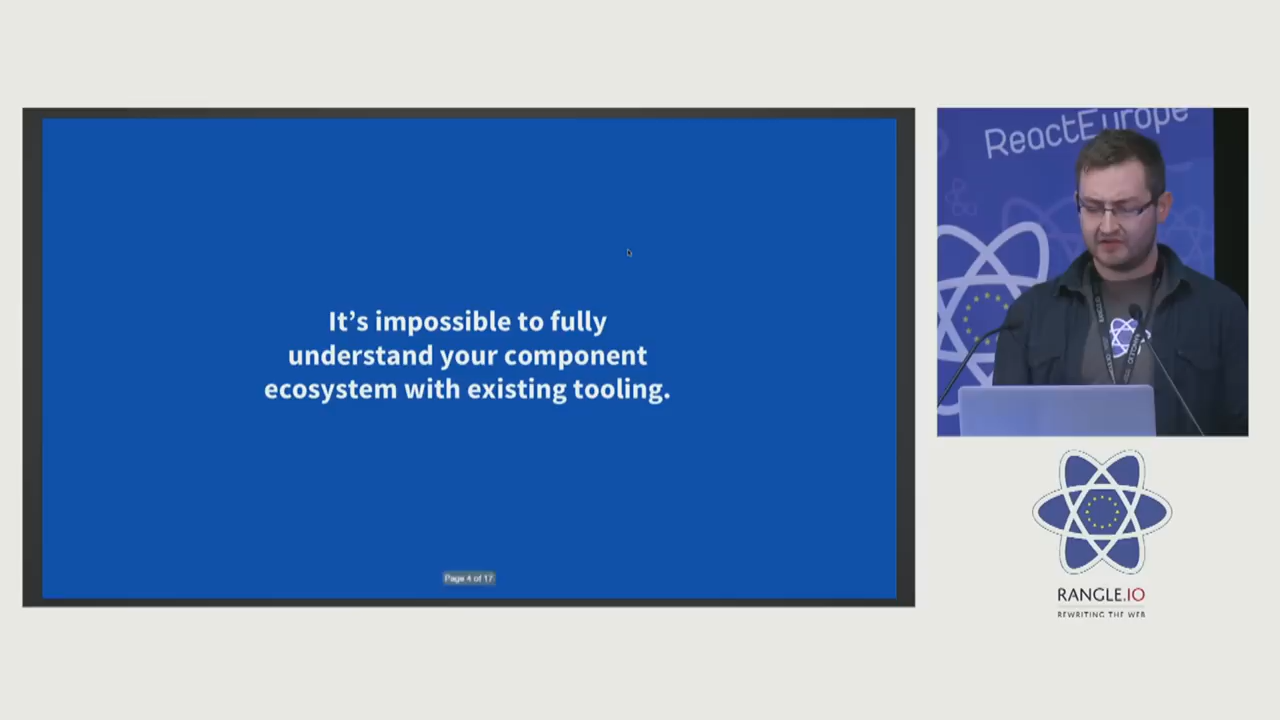 It’s impossible to fully
understand your component
ecosystem with existing tooling.
Page 4 of 17
ReactEurope
RANGLE.IO
REWRITING THE WEB